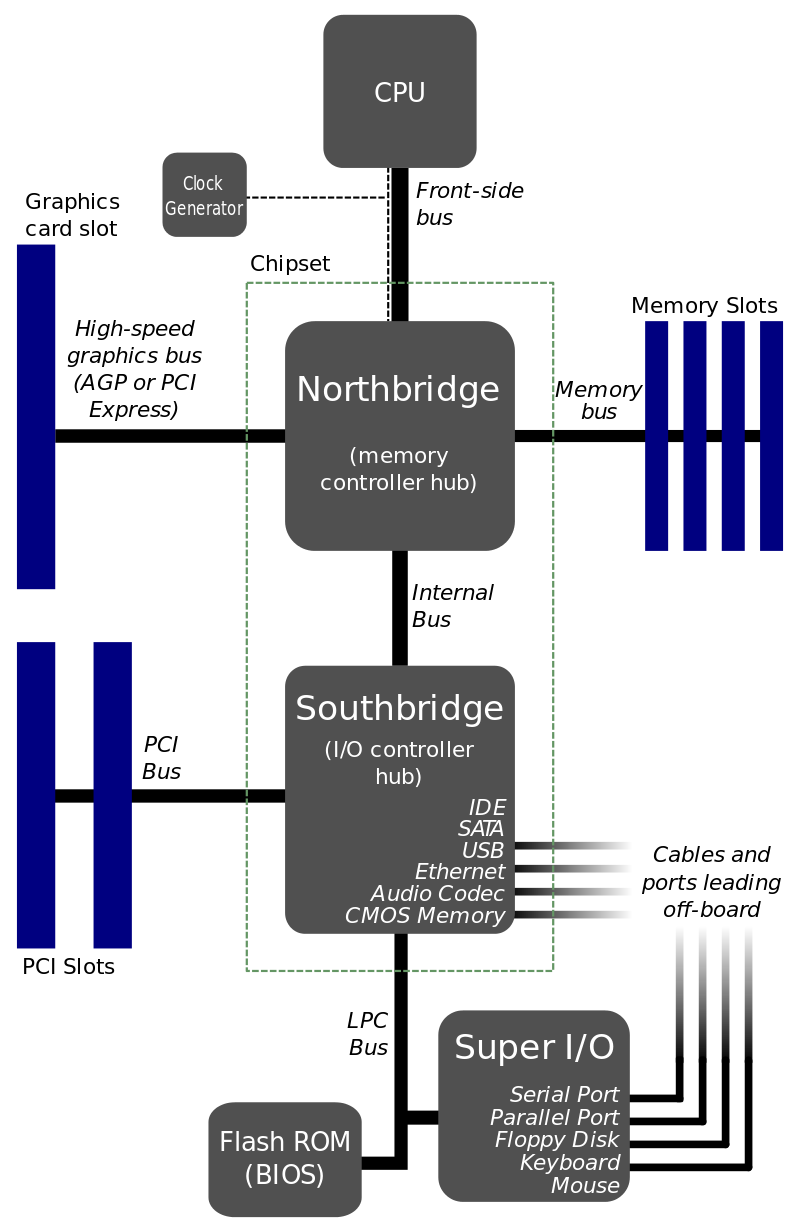 CPU
Clock
Generator
Front-side
bus
Graphics
card slot
Chipset
Memory Slots
High-speed
graphics bus
(AGP or PCI
Express)
Northbridge
(memory
controller hub)
Memory
bus
Internal
Bus
Southbridge
(I/O controller
hub)
PCI
Bus
IDE
SATA
USB
Ethernet
Audio Codec
CMOS Memory
Cables and
ports leading
off-board
PCI Slots
LPC
Bus
Super I/O
Serial Port
Parallel Port
Floppy Disk
Keyboard
Mouse
Flash ROM
(BIOS)